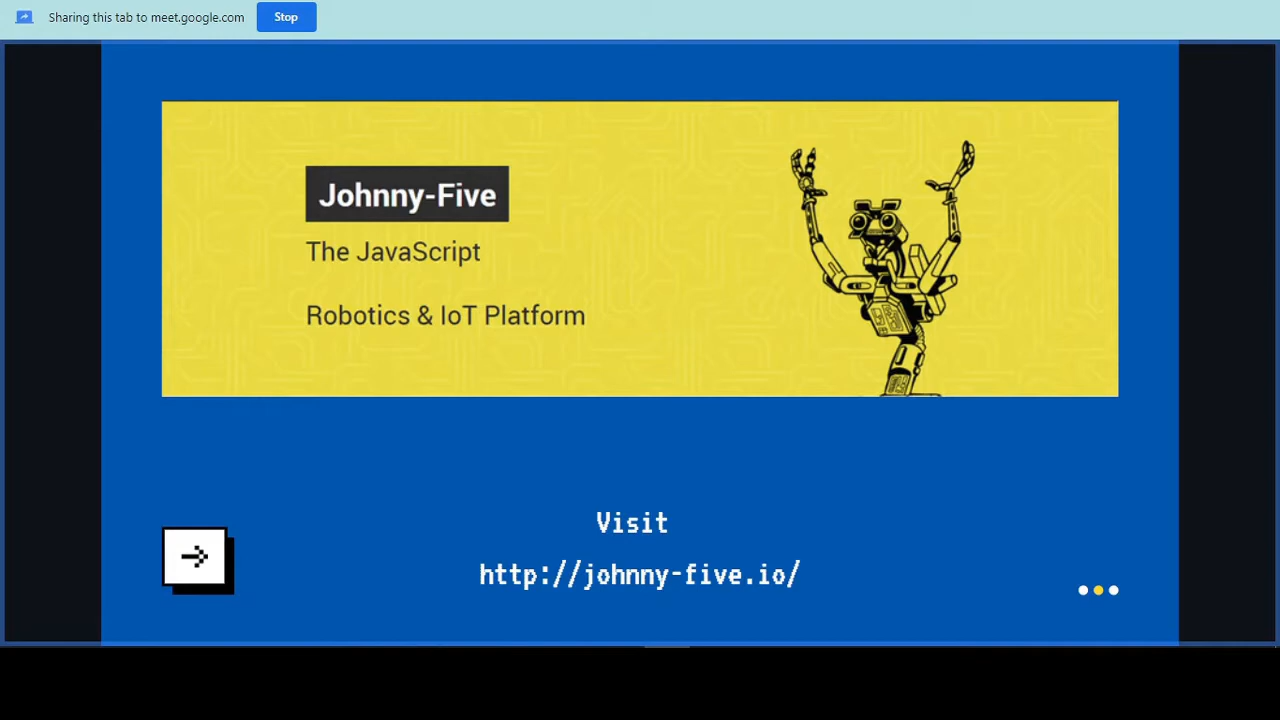 Sharing this tab to meet.google.com
Stop
Johnny-Five
The JavaScript
Robotics & IoT Platform
Visit
http://johnny-five.io/